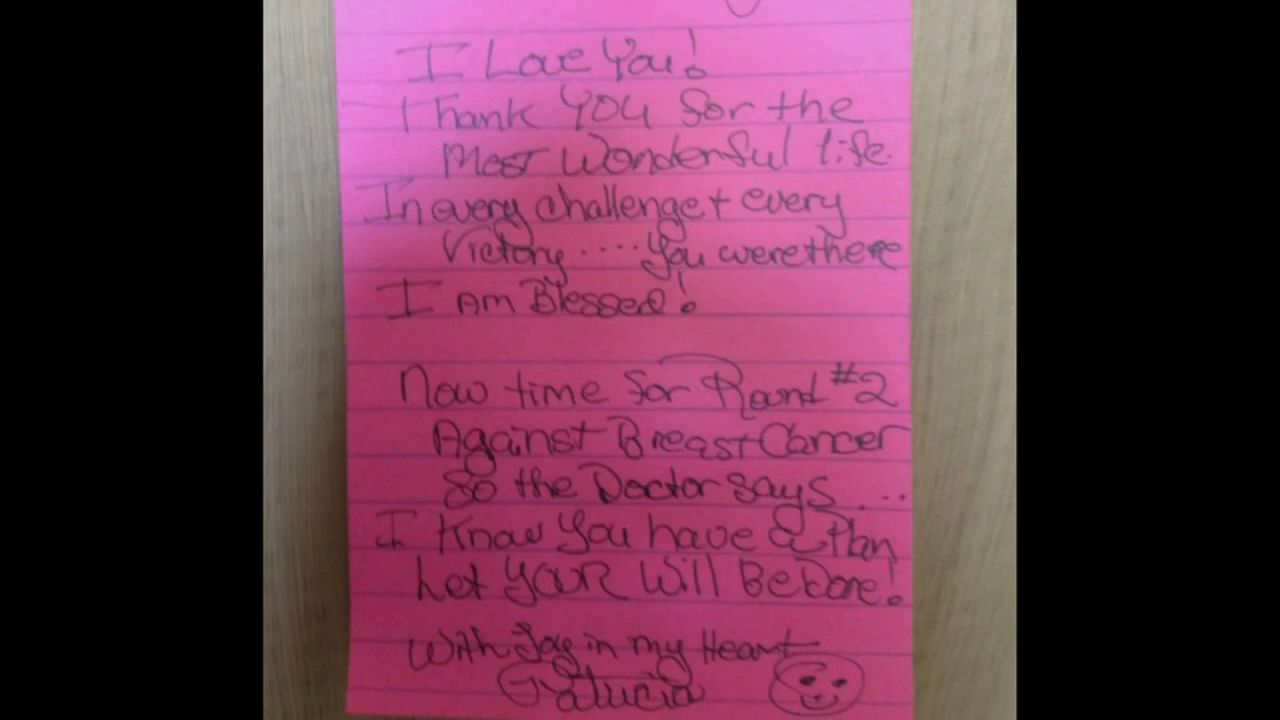 I Love You!
Thank YOU for the
Most Wonderful life.
In every challenge + every
Victory .... You were there
I Am Blessed!
Now time for Round #2
Against Breast Cancer
So the Doctor says ...
I Know You have a Plan
Let YOUR Will Be Done!
With Joy in my Heart